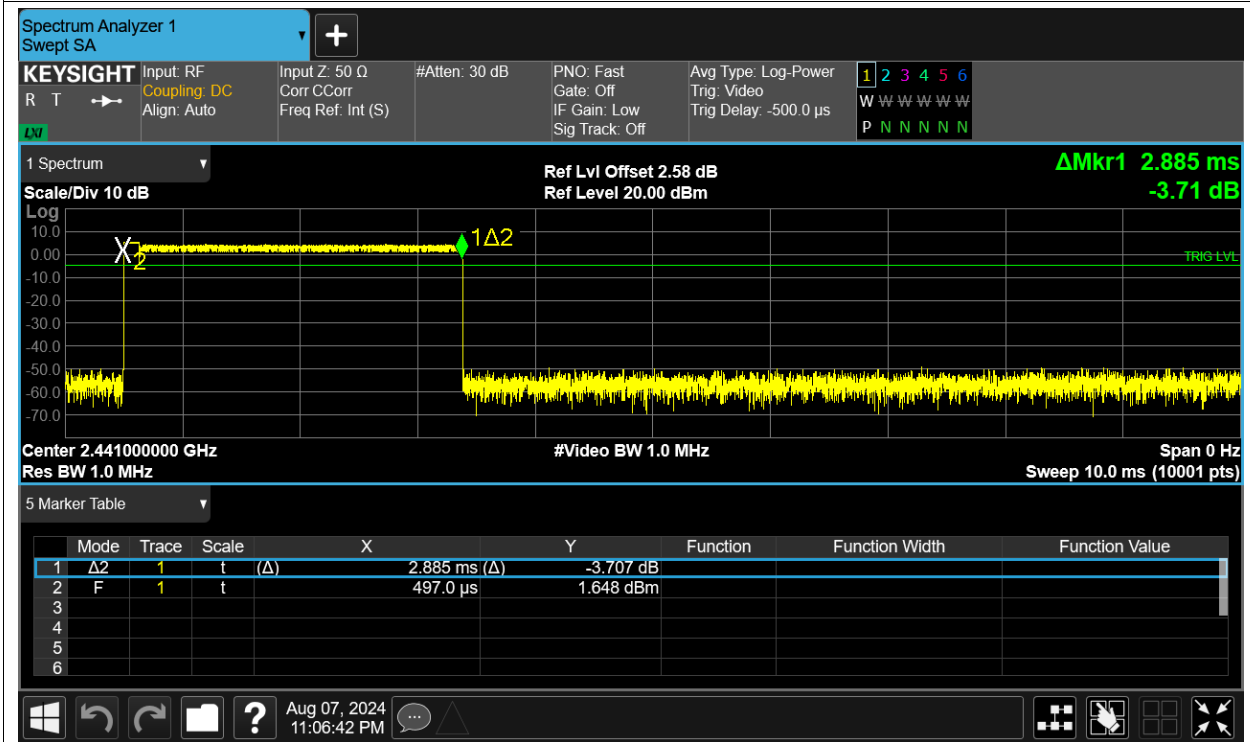 Spectrum Analyzer 1
Swept SA
KEYSIGHT
R T
LXI
Input: RF
Coupling: DC
Align: Auto
Input Z: 50 Ω
Corr CCorr
Freq Ref: Int (S)
#Atten: 30 dB
PNO: Fast
Gate: Off
IF Gain: Low
Sig Track: Off
Avg Type: Log-Power
Trig: Video
Trig Delay: -500.0 µs
1 2 3 4 5 6
W W W W W W
P N N N N N
1 Spectrum
Scale/Div 10 dB
Ref Lvl Offset 2.58 dB
Ref Level 20.00 dBm
ΔMkr1 2.885 ms
-3.71 dB
Log
10.0
0.00
-10.0
-20.0
-30.0
-40.0
-50.0
-60.0
-70.0
X
2
1Δ2
TRIG LVL
Center 2.441000000 GHz
#Video BW 1.0 MHz
Span 0 Hz
Res BW 1.0 MHz
Sweep 10.0 ms (10001 pts)
5 Marker Table
Mode Trace Scale X Y Function Function Width Function Value
1 Δ2 1 t (Δ) 2.885 ms (Δ) -3.707 dB
2 F 1 t 497.0 µs 1.648 dBm
3
4
5
6
?
Aug 07, 2024
11:06:42 PM